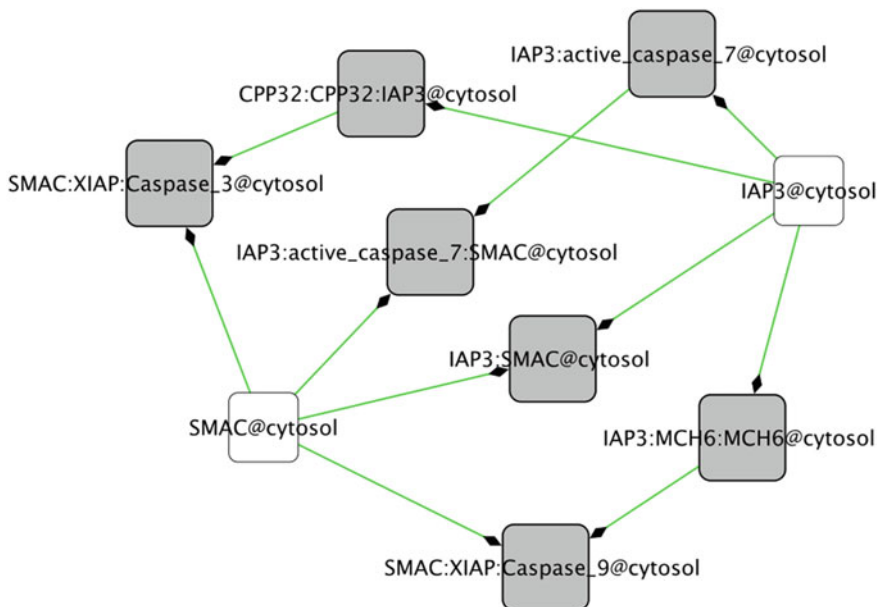 IAP3:active_caspase_7@cytosol
CPP32:CPP32:IAP3@cytosol
SMAC:XIAP:Caspase_3@cytosol
IAP3@cytosol
IAP3:active_caspase_7:SMAC@cytosol
IAP3:SMAC@cytosol
SMAC@cytosol
IAP3:MCH6:MCH6@cytosol
SMAC:XIAP:Caspase_9@cytosol